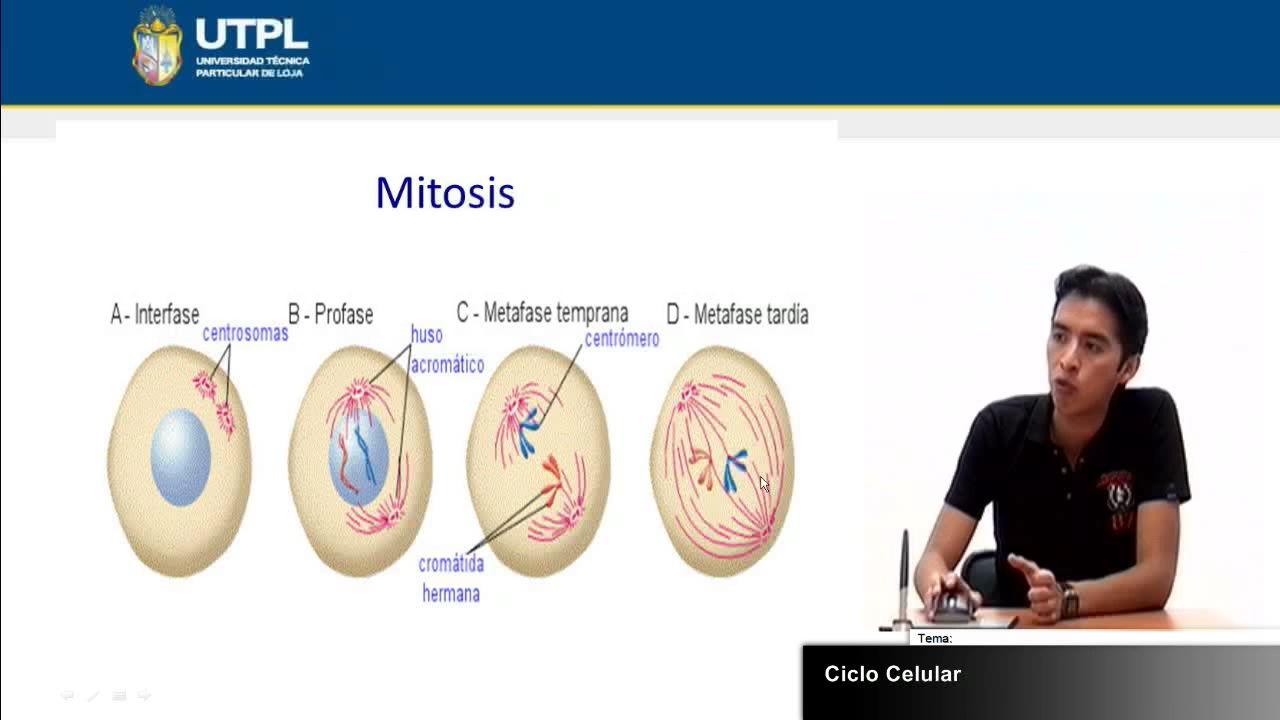 UTPL
UNIVERSIDAD TÉCNICA
PARTICULAR DE LOJA
Mitosis
A - Interfase
B - Profase
C - Metafase temprana
D - Metafase tardía
centrosomas
huso
acromático
centrómero
cromátida
hermana
Tema:
Ciclo Celular